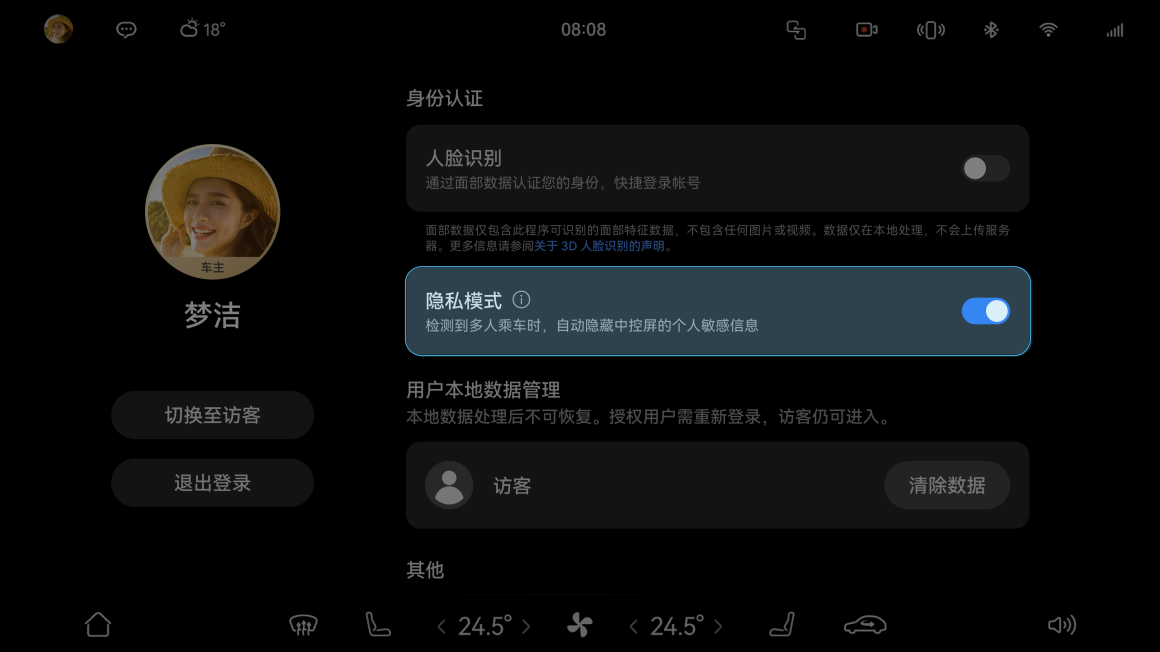 18°
08:08
身份认证
人脸识别
通过面部数据认证您的身份，快捷登录帐号
面部数据仅包含此程序可识别的面部特征数据，不包含任何图片或视频。数据仅在本地处理，不会上传服务
器。更多信息请参阅关于 3D 人脸识别的声明。
车主
梦洁
隐私模式
检测到多人乘车时，自动隐藏中控屏的个人敏感信息
切换至访客
退出登录
用户本地数据管理
本地数据处理后不可恢复。授权用户需重新登录，访客仍可进入。
访客
清除数据
其他
24.5°
24.5°